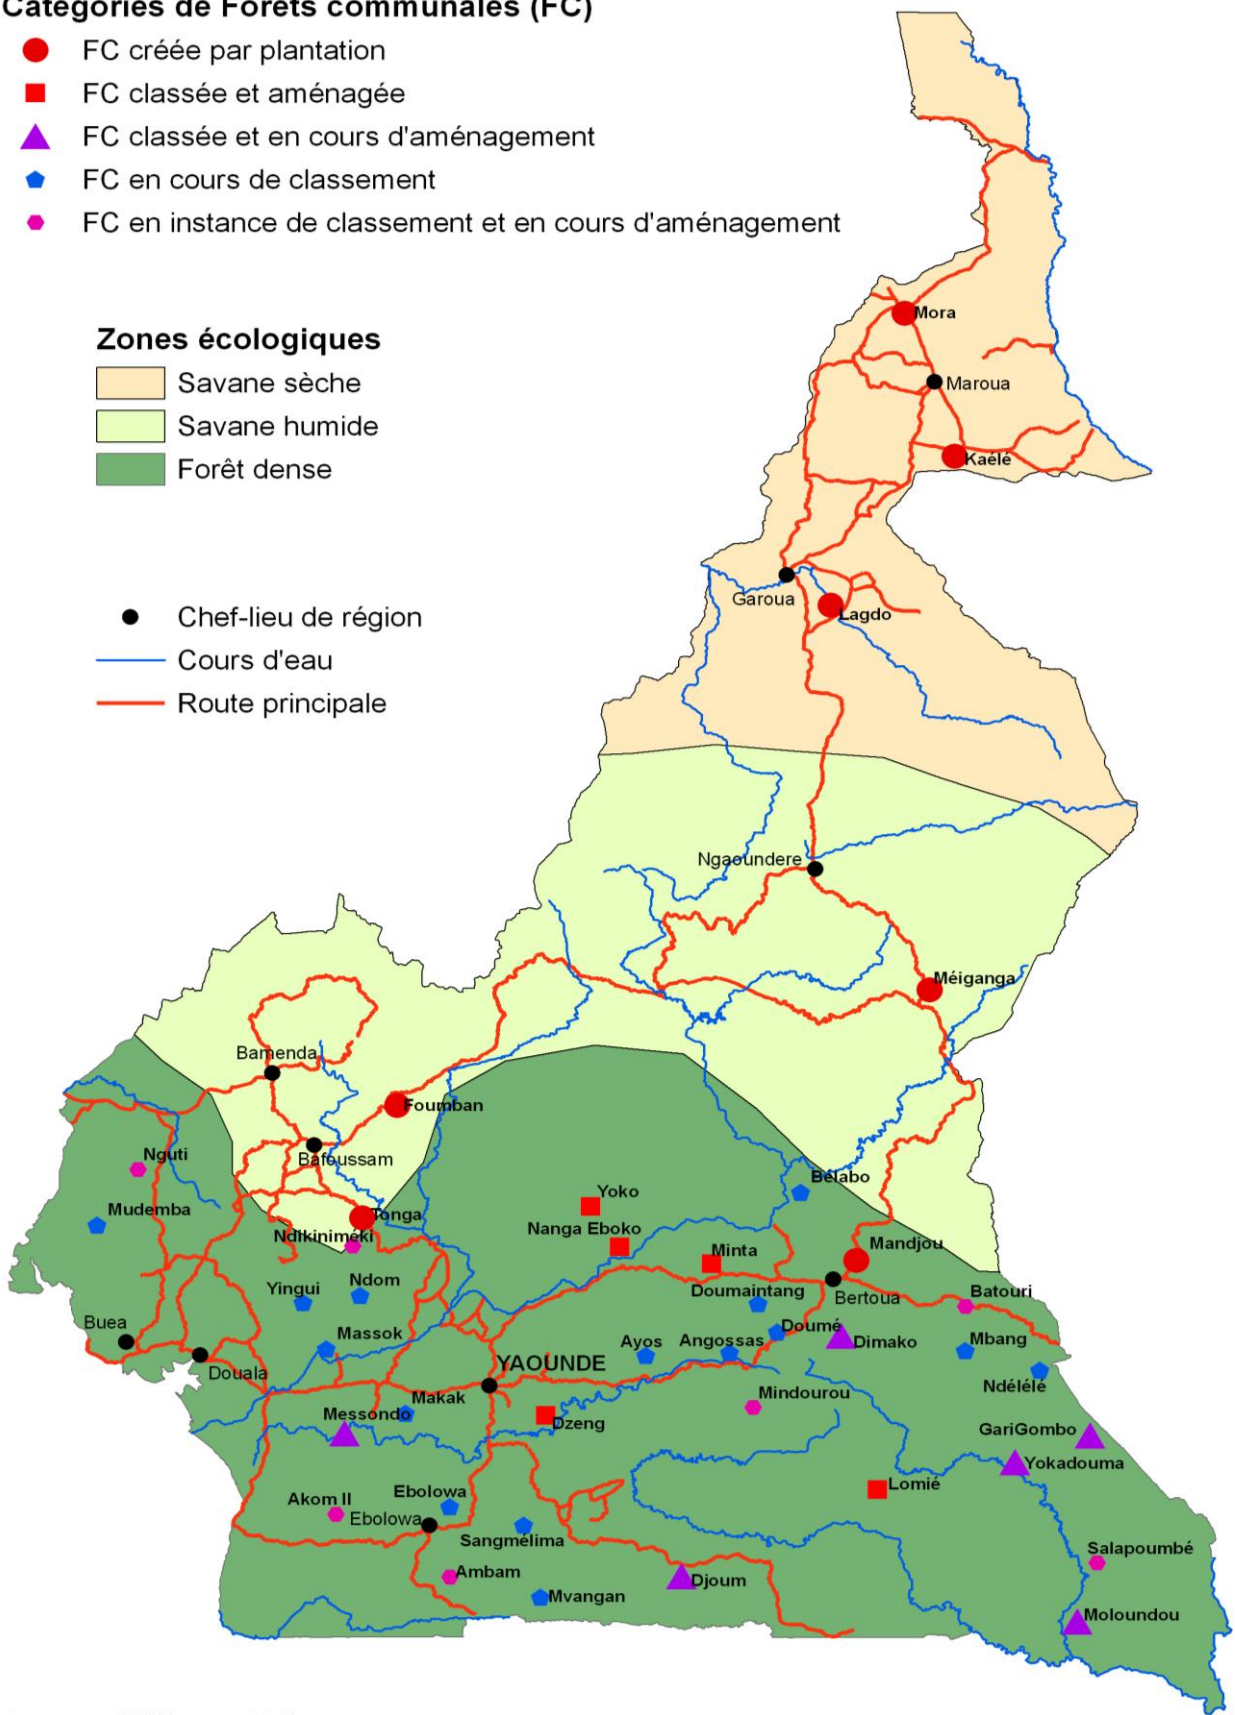 Catégories de Forêts communales (FC)
FC créée par plantation
FC classée et aménagée
FC classée et en cours d'aménagement
FC en cours de classement
FC en instance de classement et en cours d'aménagement
Zones écologiques
Savane sèche
Savane humide
Forêt dense
Chef-lieu de région
Cours d'eau
Route principale
Mora
Maroua
Kaélé
Garoua
Lagdo
Ngaoundere
Méiganga
Bamenda
Foumban
Bafoussam
Nguti
Bélabo
Yoko
Mudemba
Tonga
Nanga Eboko
Ndikiniméki
Mandjou
Minta
Ndom
Yingui
Doumaintang
Bertoua
Batouri
Buea
Massok
Doumé
Ayos
Angossas
Dimako
Mbang
YAOUNDE
Douala
Ndélélé
Mindourou
Makak
Messondo
Dzeng
GariGombo
Yokadouma
Lomié
Ebolowa
Akom II
Ebolowa
Sangmélima
Salapoumbé
Ambam
Djoum
Mvangan
Moloundou